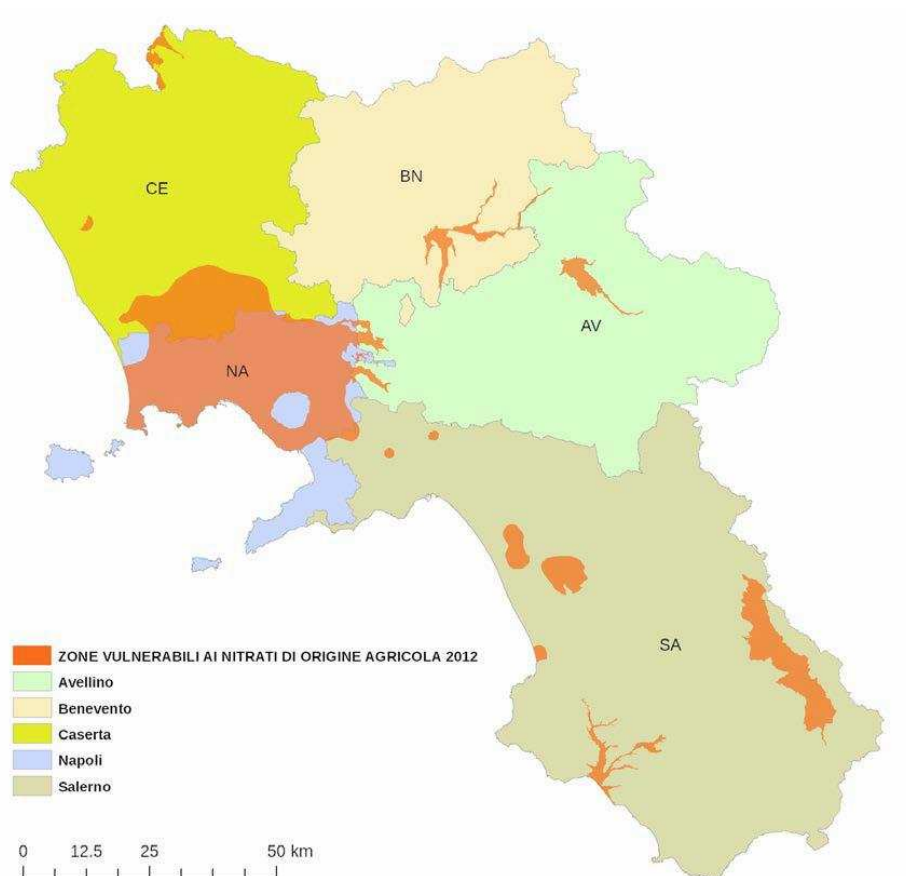 CE
BN
AV
NA
SA
ZONE VULNERABILI AI NITRATI DI ORIGINE AGRICOLA 2012
Avellino
Benevento
Caserta
Napoli
Salerno
0 12.5 25 50 km